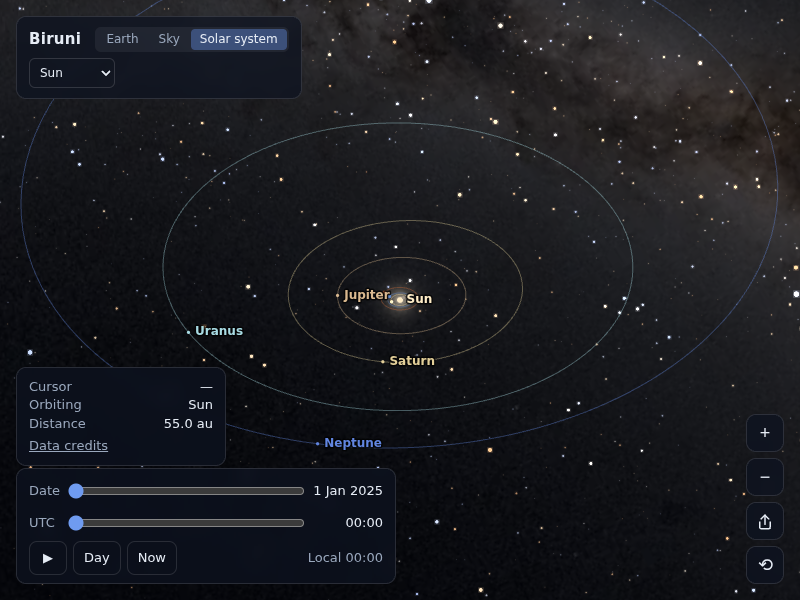 Biruni Earth Sky Solar system
Sun
Jupiter
Sun
Uranus
Saturn
Neptune
Cursor —
Orbiting Sun
Distance 55.0 au
Data credits
Date 1 Jan 2025
UTC 00:00
▶ Day Now Local 00:00
+
−
⟲